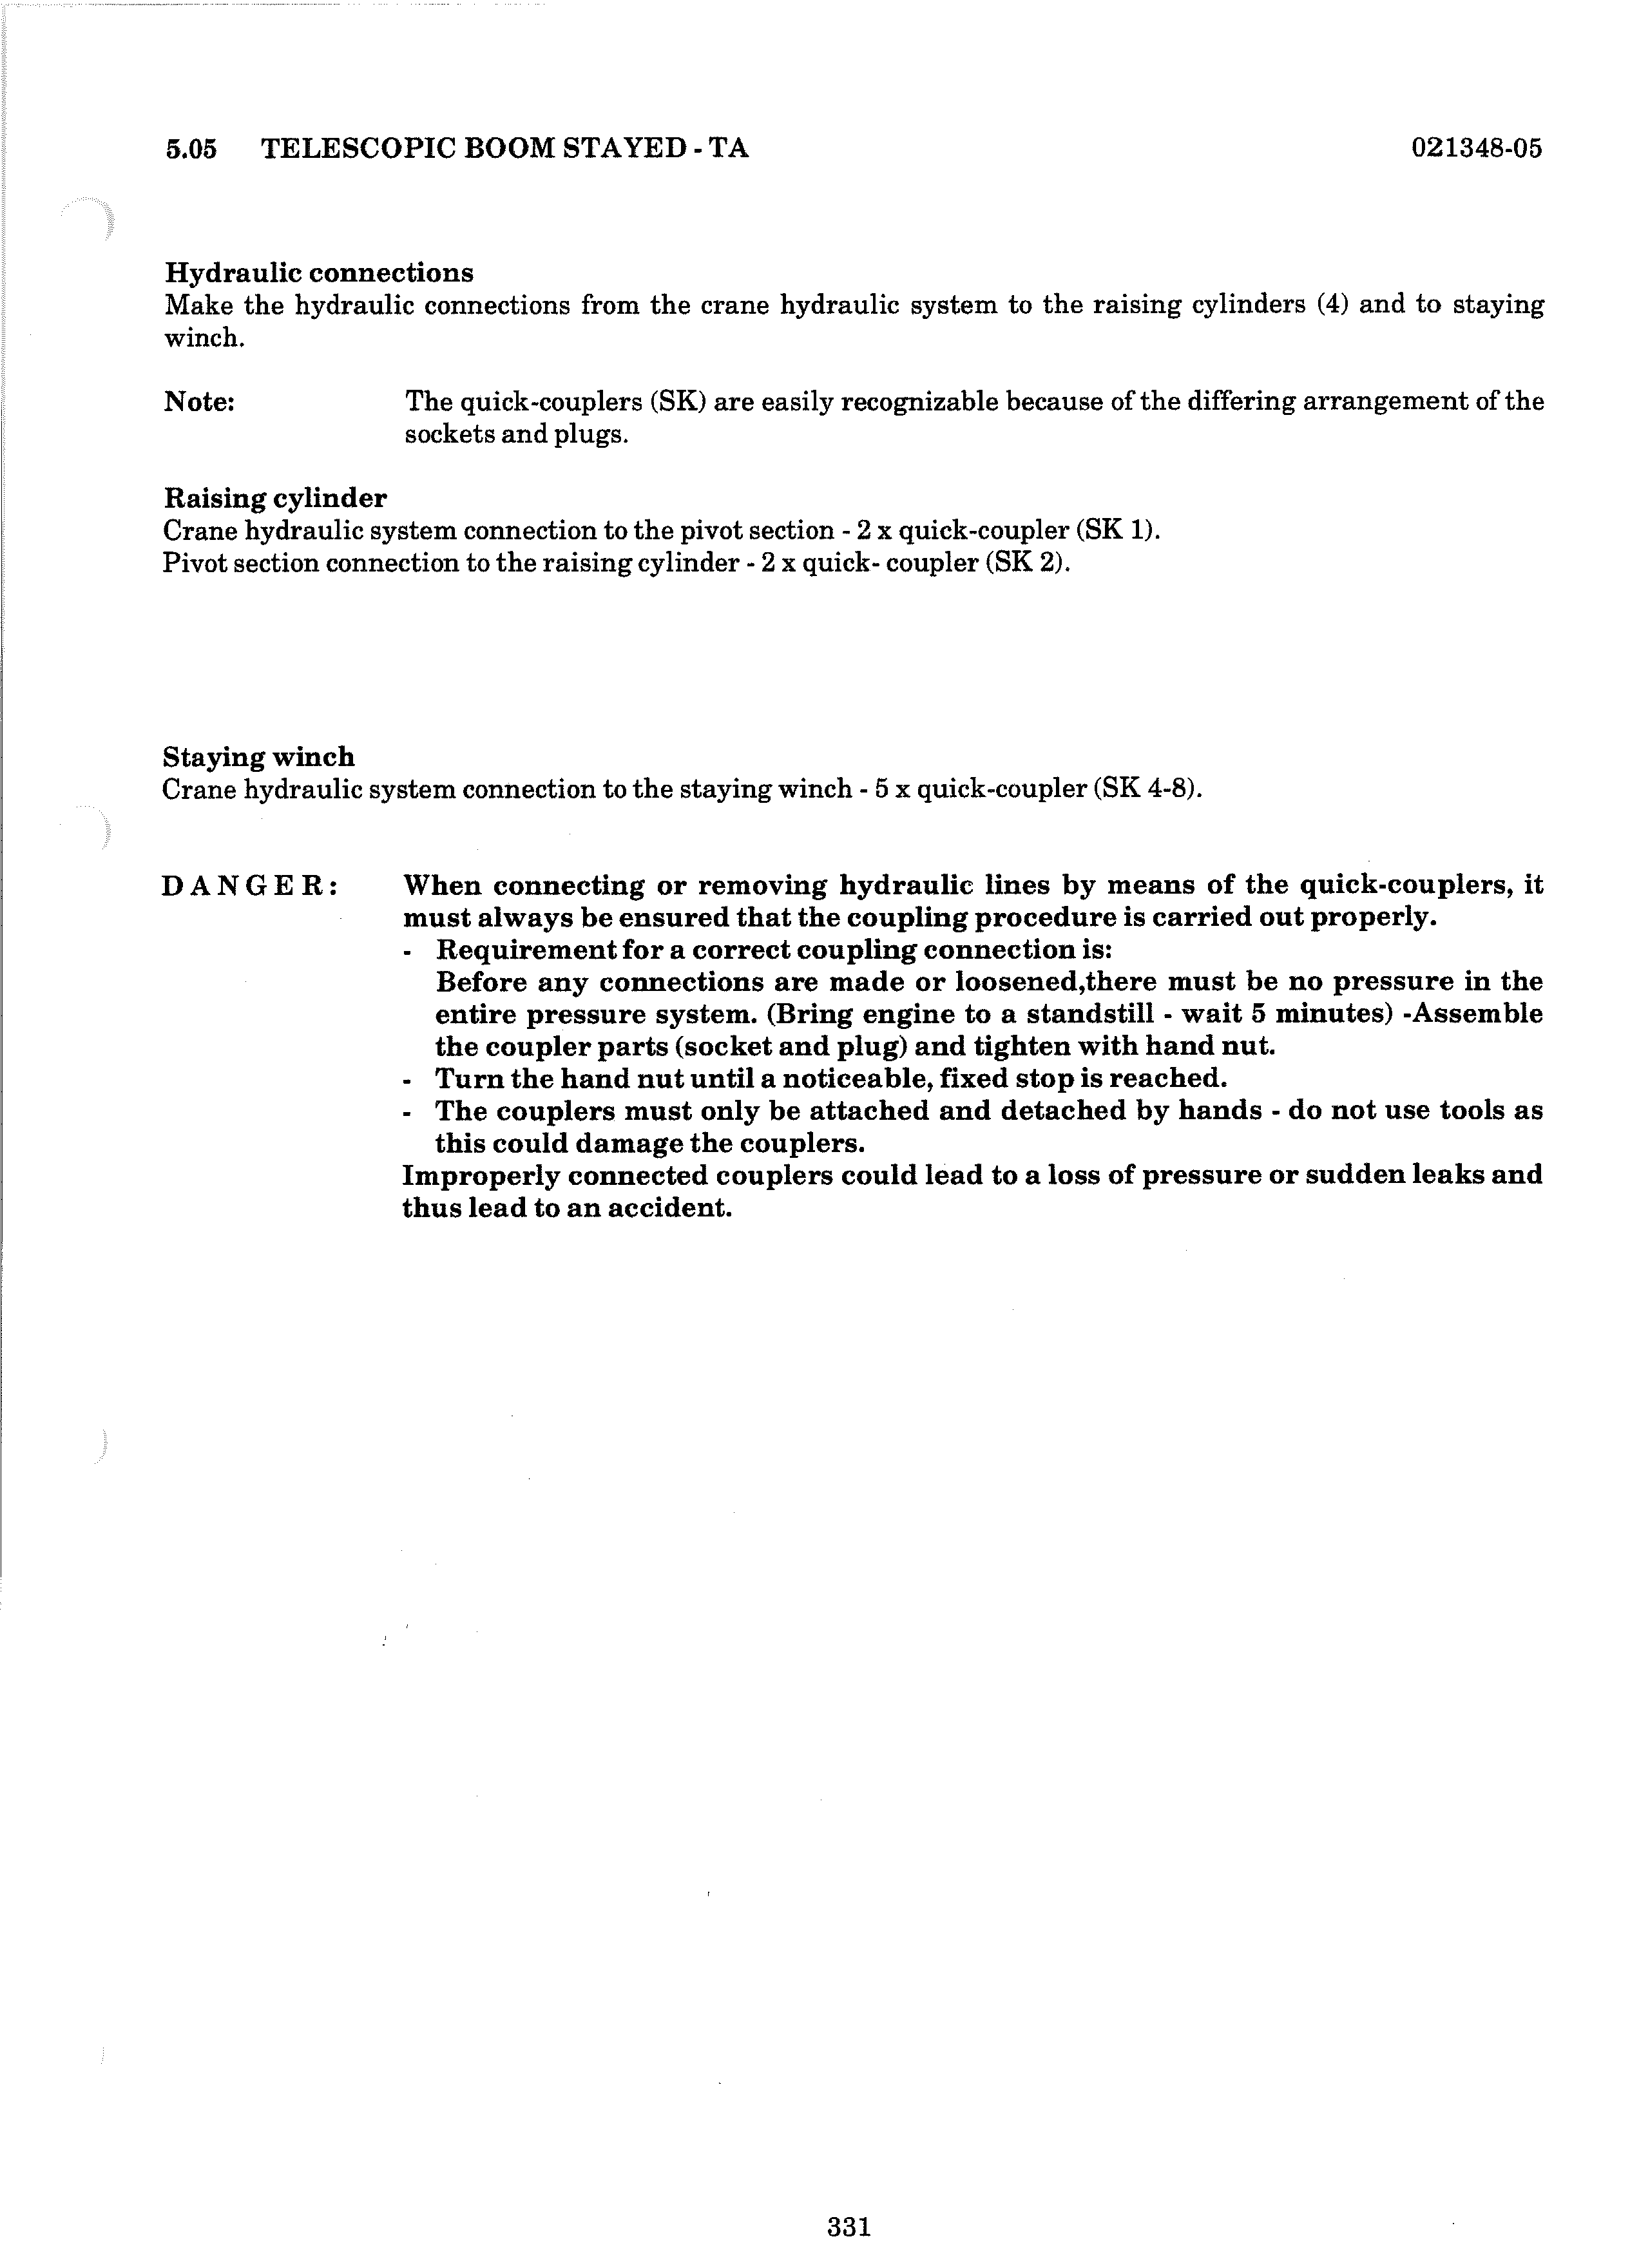 5.05 TELESCOPIC BOOM STAYED - TA 021348-05
Hydraulic connections
Make the hydraulic connections from the crane hydraulic system to the raising cylinders (4) and to staying
winch.
Note: The quick-couplers (SK) are easily recognizable because of the differing arrangement of the
sockets and plugs.
Raising cylinder
Crane hydraulic system connection to the pivot section - 2 x quick-coupler (SK 1).
Pivot section connection to the raising cylinder - 2 x quick- coupler (SK 2).
Staying winch
Crane hydraulic system connection to the staying winch - 5 x quick-coupler (SK 4-8).
DANGER: When connecting or removing hydraulic lines by means of the quick-couplers, it
must always be ensured that the coupling procedure is carried out properly.
- Requirement for a correct coupling connection is:
Before any connections are made or loosened,there must be no pressure in the
entire pressure system. (Bring engine to a standstill - wait 5 minutes) -Assemble
the coupler parts (socket and plug) and tighten with hand nut.
- Turn the hand nut until a noticeable, fixed stop is reached.
- The couplers must only be attached and detached by hands - do not use tools as
this could damage the couplers.
Improperly connected couplers could lead to a loss of pressure or sudden leaks and
thus lead to an accident.
331